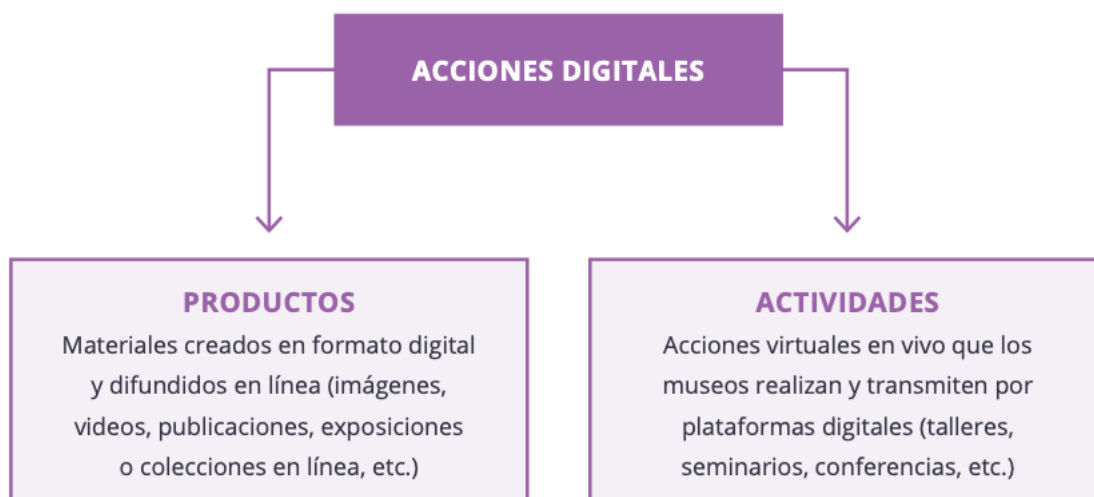 ACCIONES DIGITALES
PRODUCTOS
Materiales creados en formato digital
y difundidos en línea (imágenes,
videos, publicaciones, exposiciones
o colecciones en línea, etc.)
ACTIVIDADES
Acciones virtuales en vivo que los
museos realizan y transmiten por
plataformas digitales (talleres,
seminarios, conferencias, etc.)